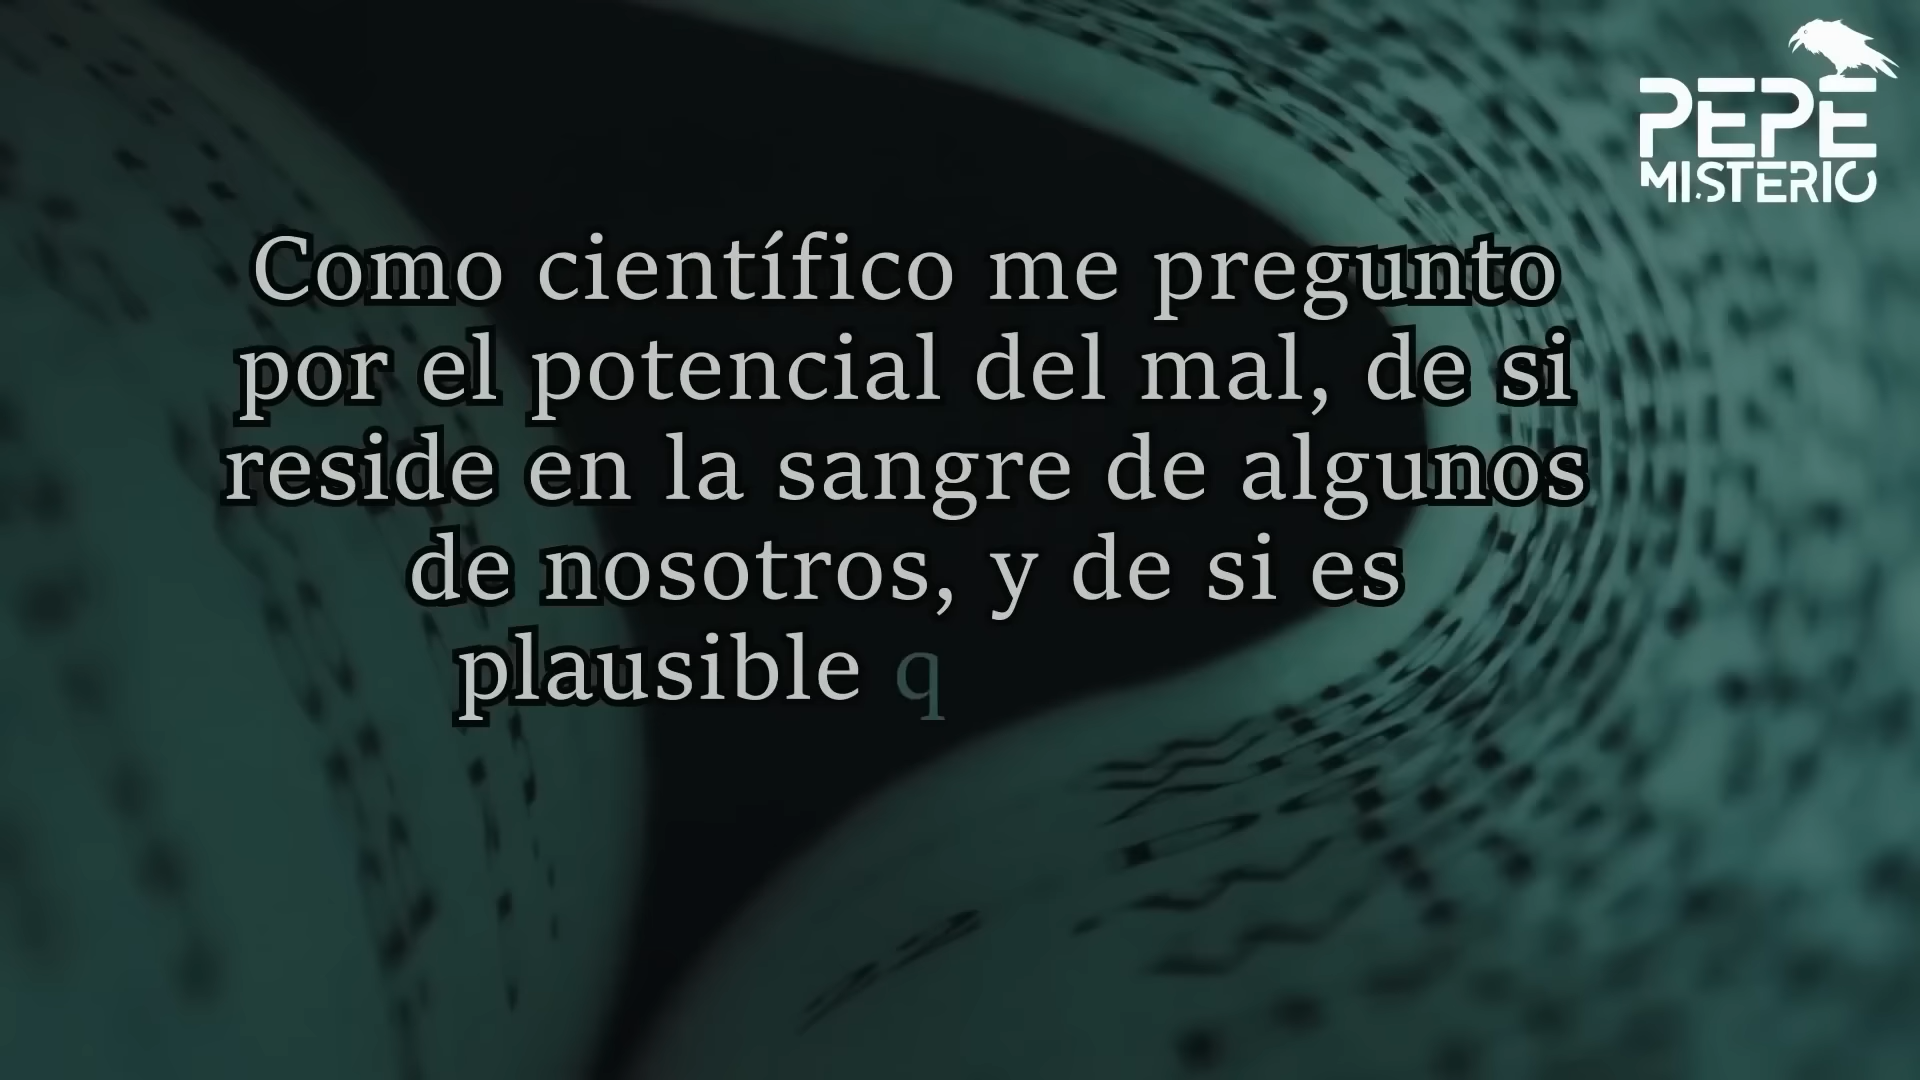 PEPE
MISTERIO
Como científico me pregunto
por el potencial del mal, de si
reside en la sangre de algunos
de nosotros, y de si es
plausible q